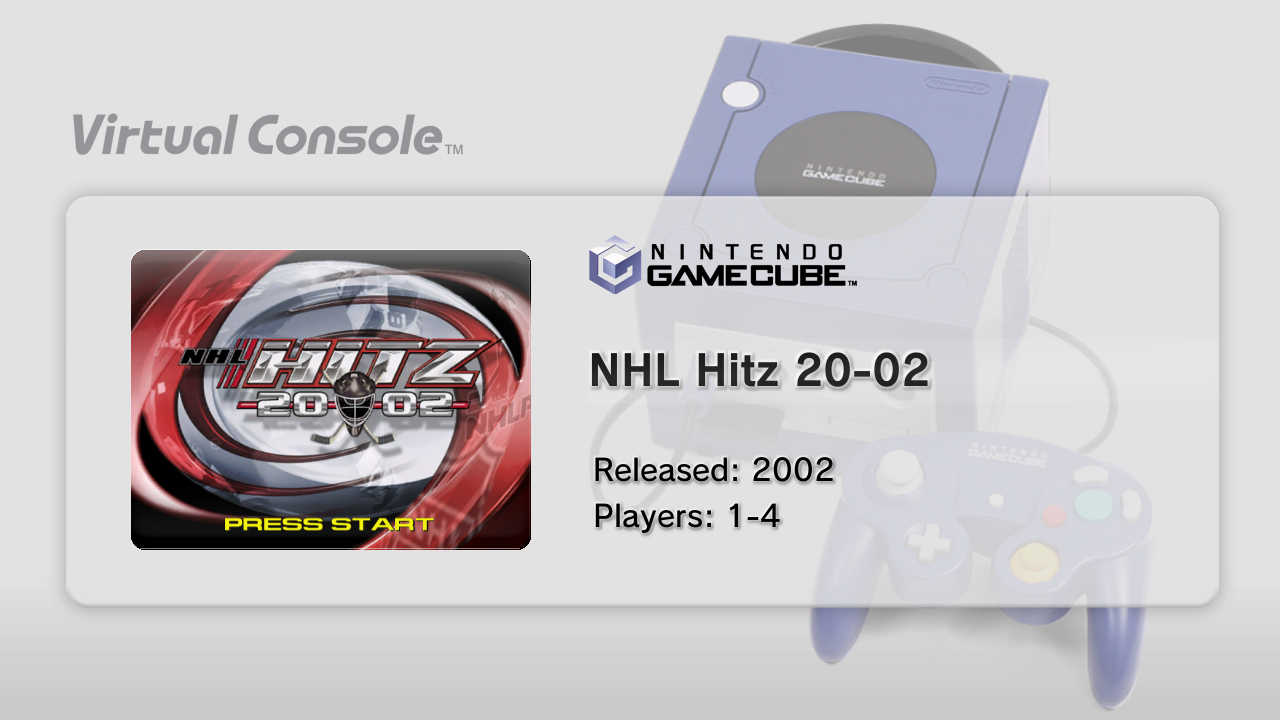 Virtual Console™
Nintendo
NINTENDO
GAMECUBE
NINTENDO
GAMECUBE™
NHL HITZ
20 02
NHLPA
PRESS START
NHL Hitz 20-02
Released: 2002
Players: 1-4
NINTENDO
GAMECUBE